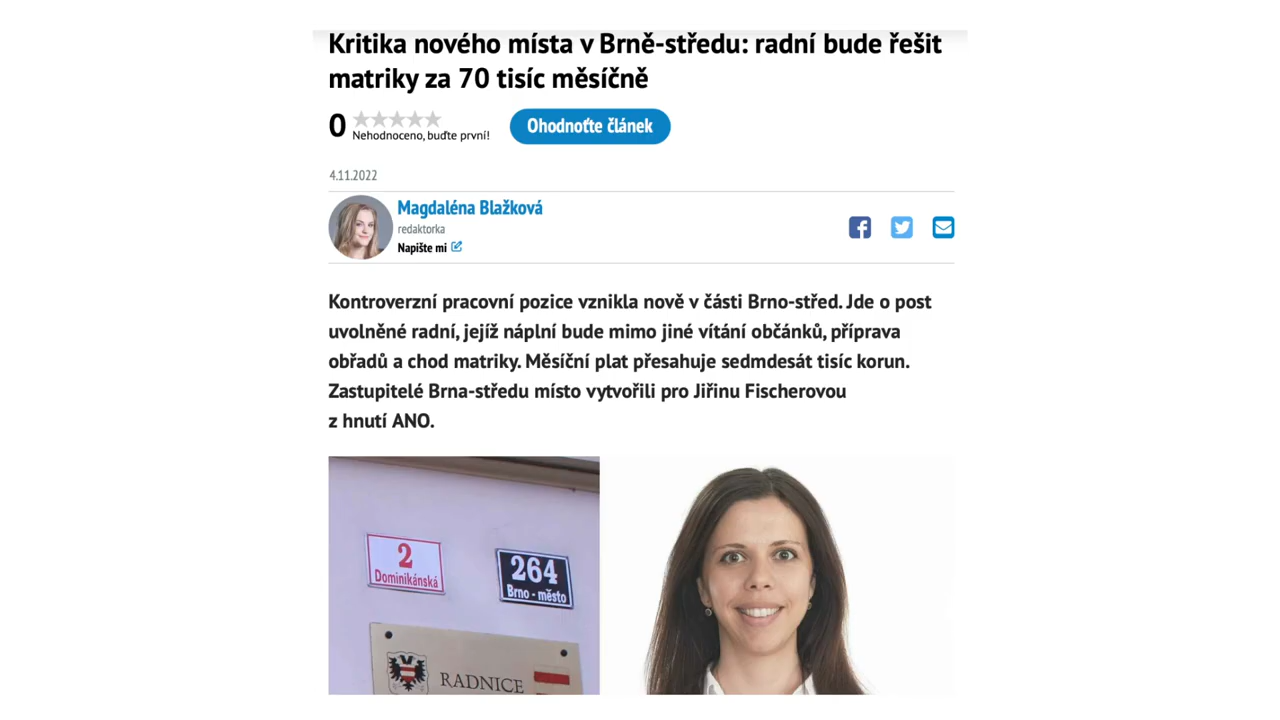 Kritika nového místa v Brně-středu: radní bude řešit
matriky za 70 tisíc měsíčně
0
Nehodnoceno, buďte první!
Ohodnoťte článek
4.11.2022
Magdaléna Blažková
redaktorka
Napište mi
Kontroverzní pracovní pozice vznikla nově v části Brno-střed. Jde o post
uvolněné radní, jejíž náplní bude mimo jiné vítání občánků, příprava
obřadů a chod matriky. Měsíční plat přesahuje sedmdesát tisíc korun.
Zastupitelé Brna-středu místo vytvořili pro Jiřinu Fischerovou
z hnutí ANO.
2
Dominikánská
264
Brno - město
RADNICE